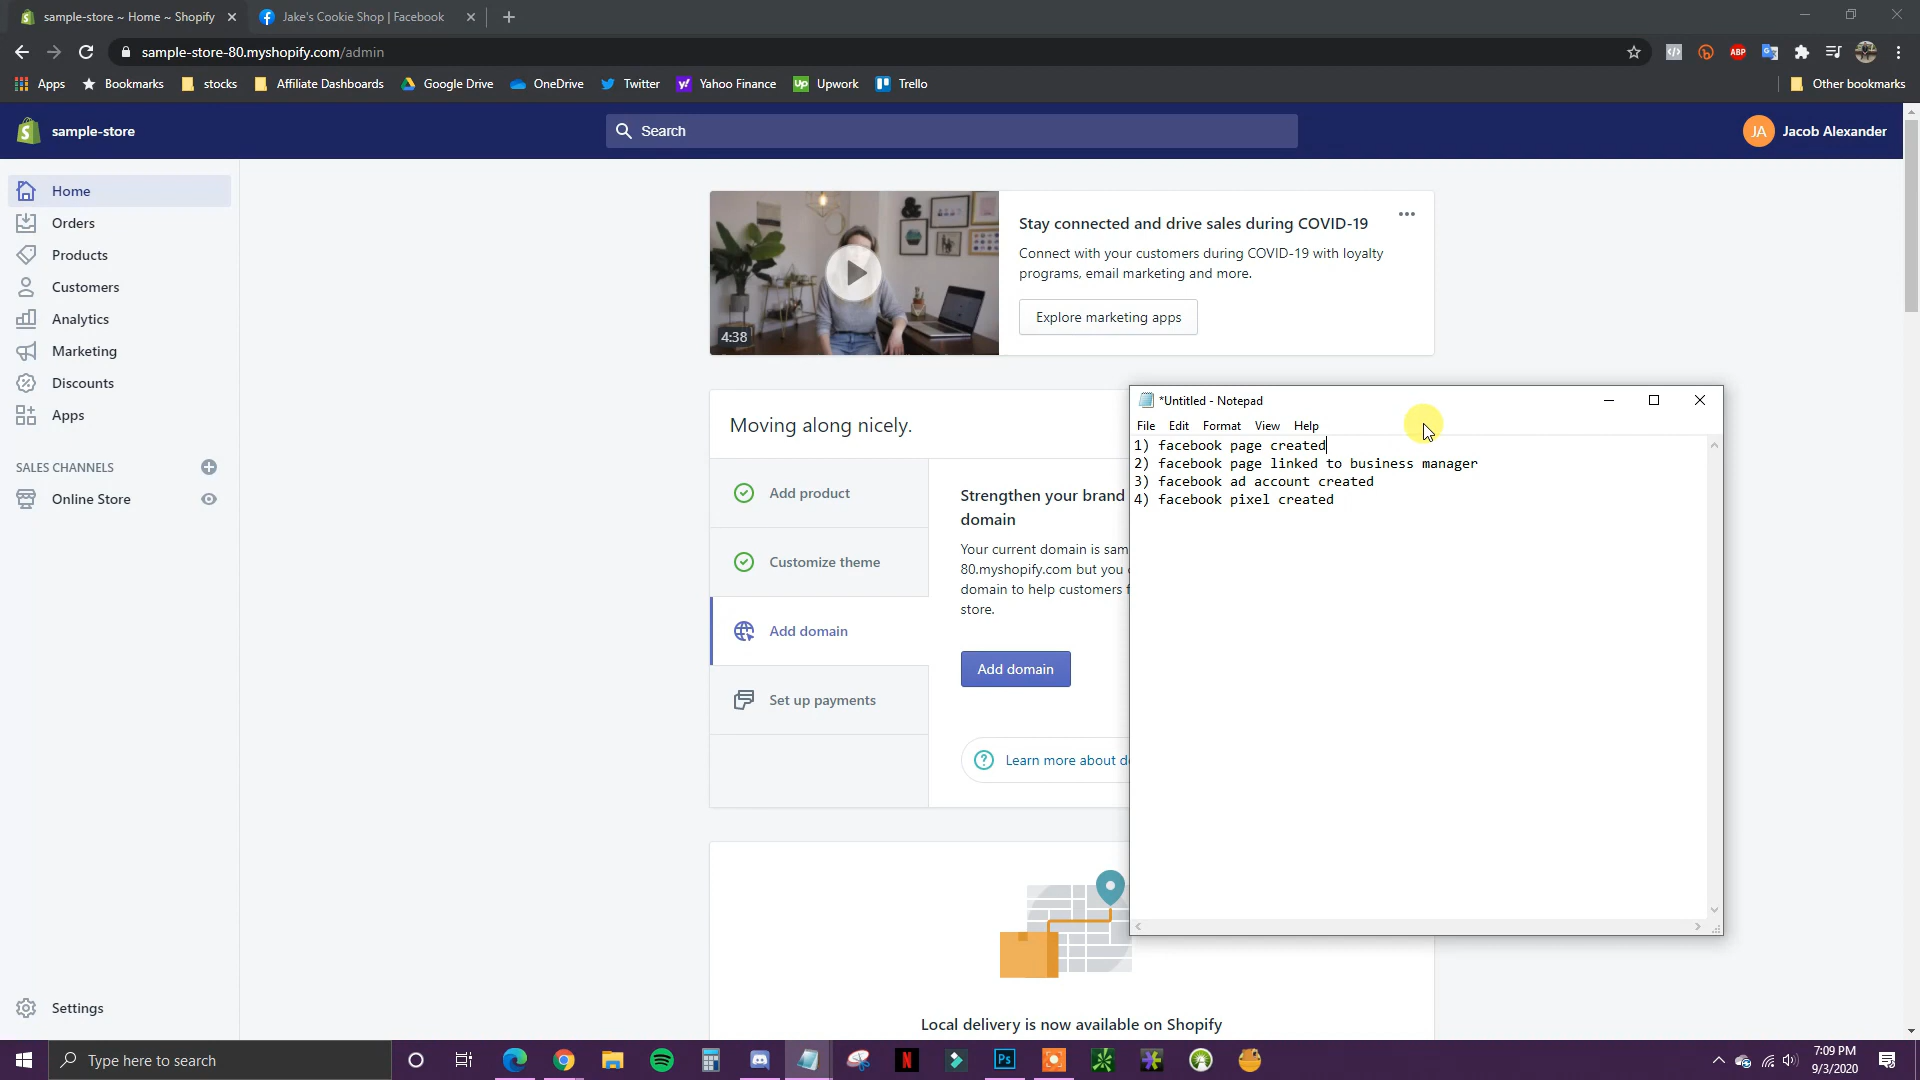 sample-store ~ Home ~ Shopify
Jake's Cookie Shop | Facebook
sample-store-80.myshopify.com/admin
ABP
Apps
Bookmarks
stocks
Affiliate Dashboards
Google Drive
OneDrive
Twitter
Yahoo Finance
Upwork
Trello
Other bookmarks
sample-store
Search
JA
Jacob Alexander
Home
Orders
Products
Customers
Analytics
Marketing
Discounts
Apps
SALES CHANNELS
Online Store
Settings
4:38
Stay connected and drive sales during COVID-19
Connect with your customers during COVID-19 with loyalty
programs, email marketing and more.
Explore marketing apps
Moving along nicely.
Add product
Customize theme
Add domain
Set up payments
Strengthen your brand
domain
Your current domain is sam
80.myshopify.com but you
domain to help customers f
store.
Add domain
Learn more about d
*Untitled - Notepad
File Edit Format View Help
1) facebook page created
2) facebook page linked to business manager
3) facebook ad account created
4) facebook pixel created
Local delivery is now available on Shopify
Type here to search
Ps
7:09 PM
9/3/2020